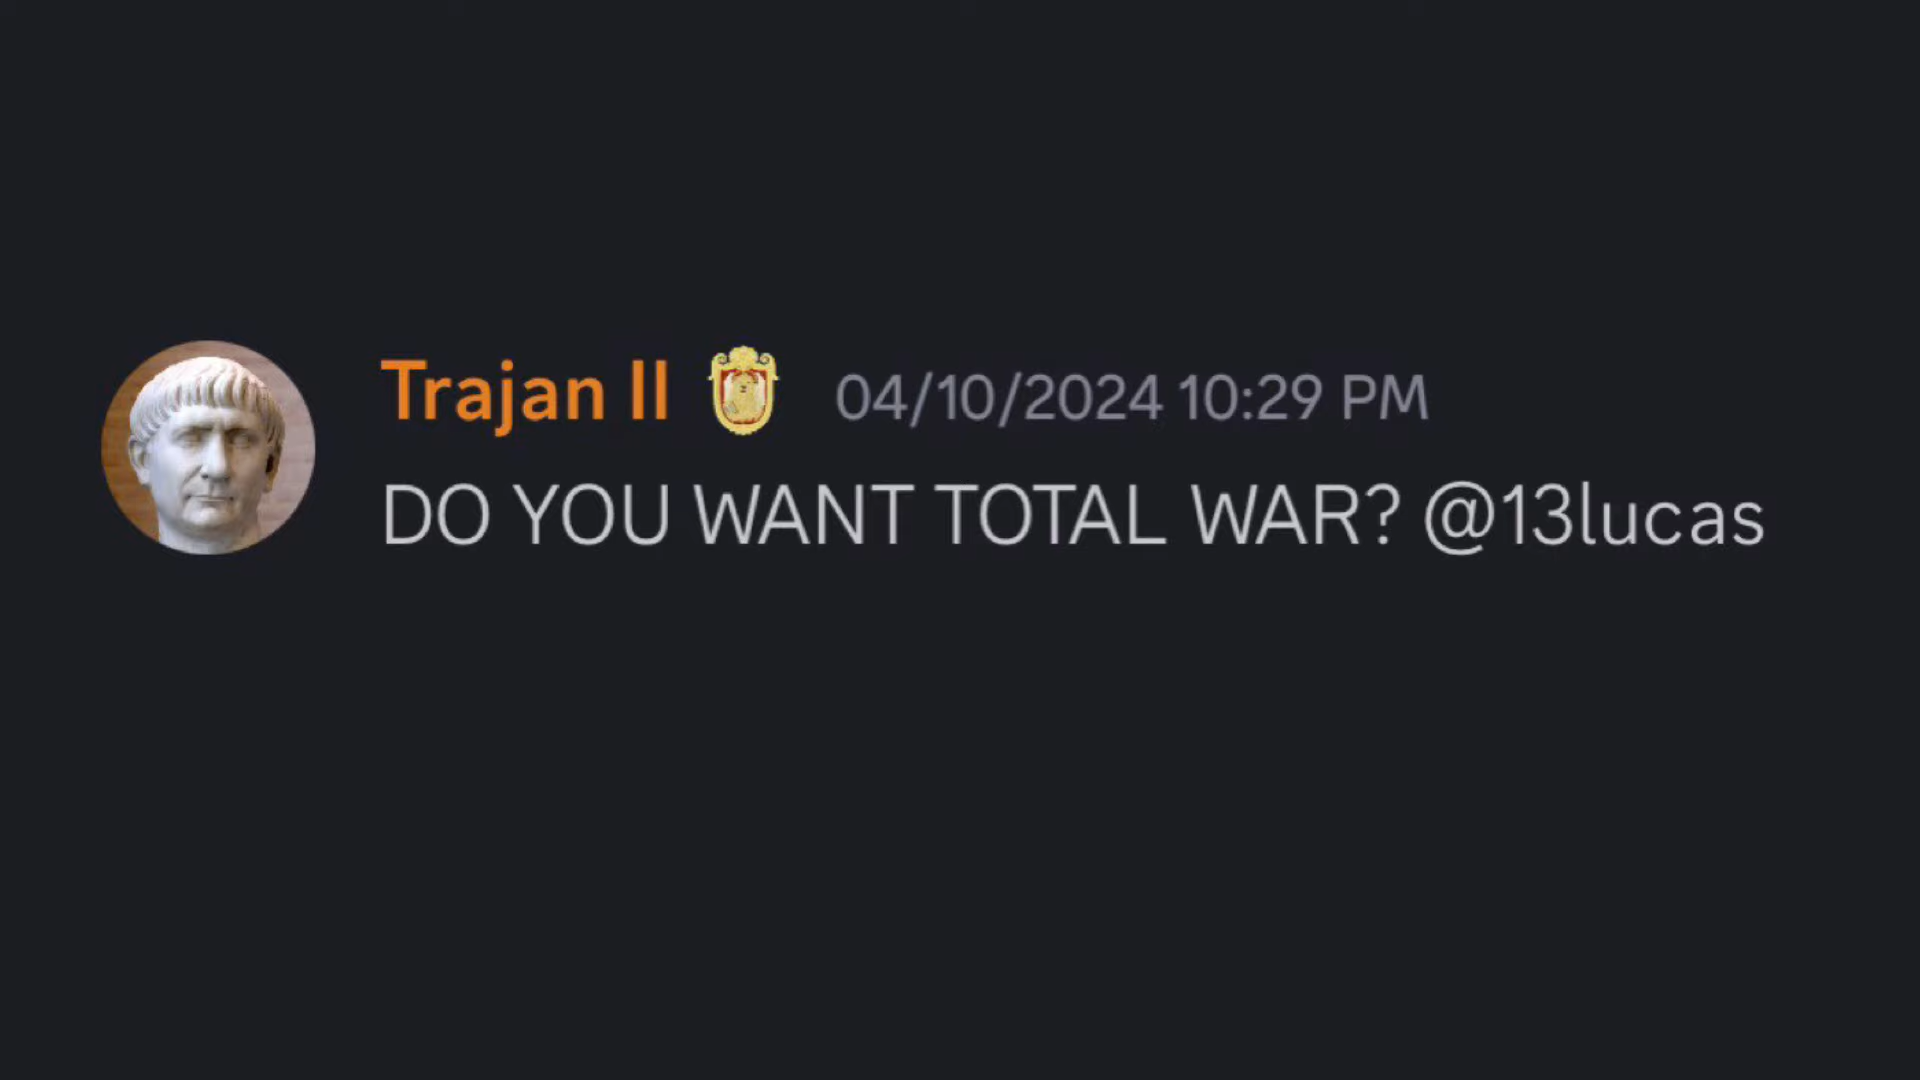 Trajan II 04/10/2024 10:29 PM
DO YOU WANT TOTAL WAR? @13lucas